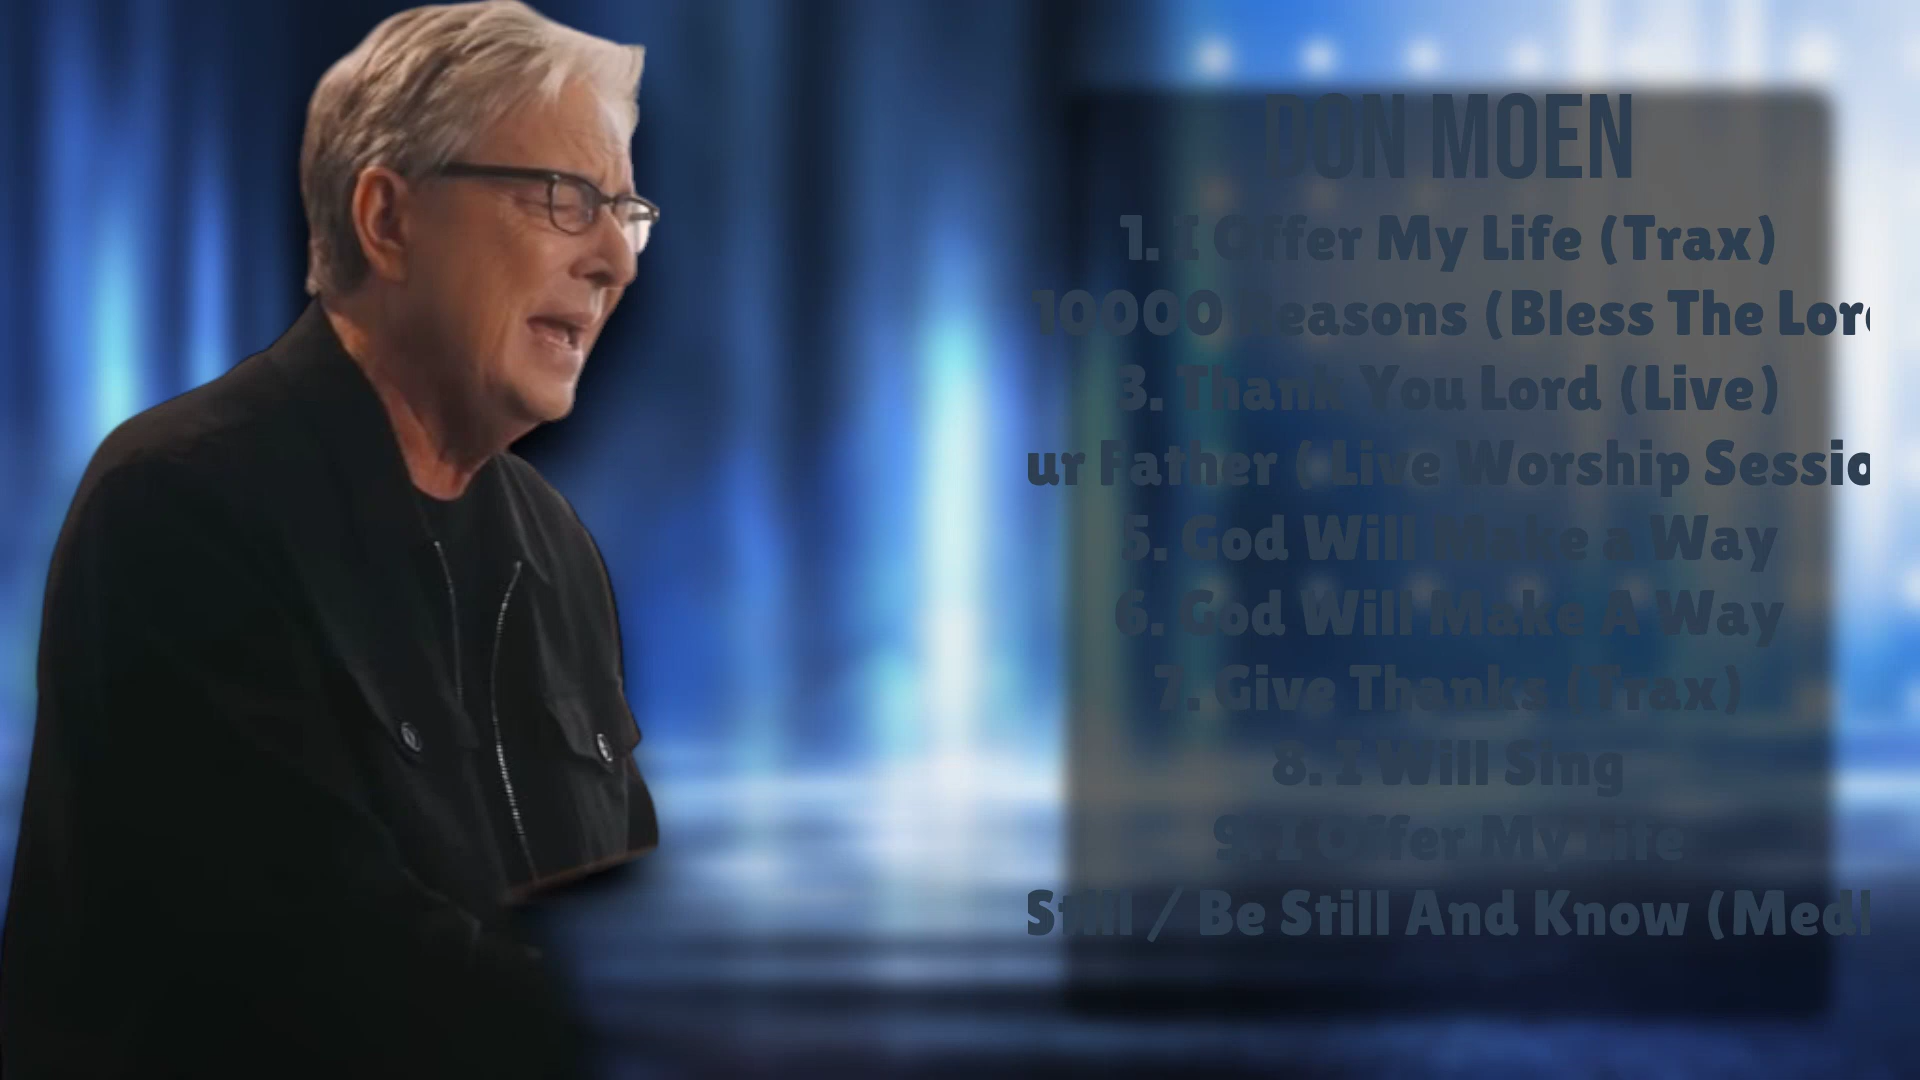 DON MOEN
1. I Offer My Life (Trax)
10000 Reasons (Bless The Lor
3. Thank You Lord (Live)
ur Father ( Live Worship Sessio
5. God Will Make a Way
6. God Will Make A Way
7. Give Thanks (Trax)
8. I Will Sing
9. I Offer My Life
Still / Be Still And Know (Medl